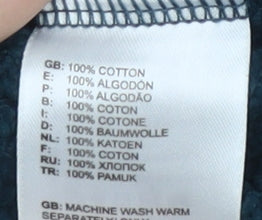 GB: 100% COTTON
E: 100% ALGODÓN
P: 100% ALGODÃO
B: 100% COTON
I: 100% COTONE
D: 100% BAUMWOLLE
NL: 100% KATOEN
F: 100% COTON
RU: 100% ХЛОПОК
TR: 100% PAMUK
GB: MACHINE WASH WARM
SEPARATELY